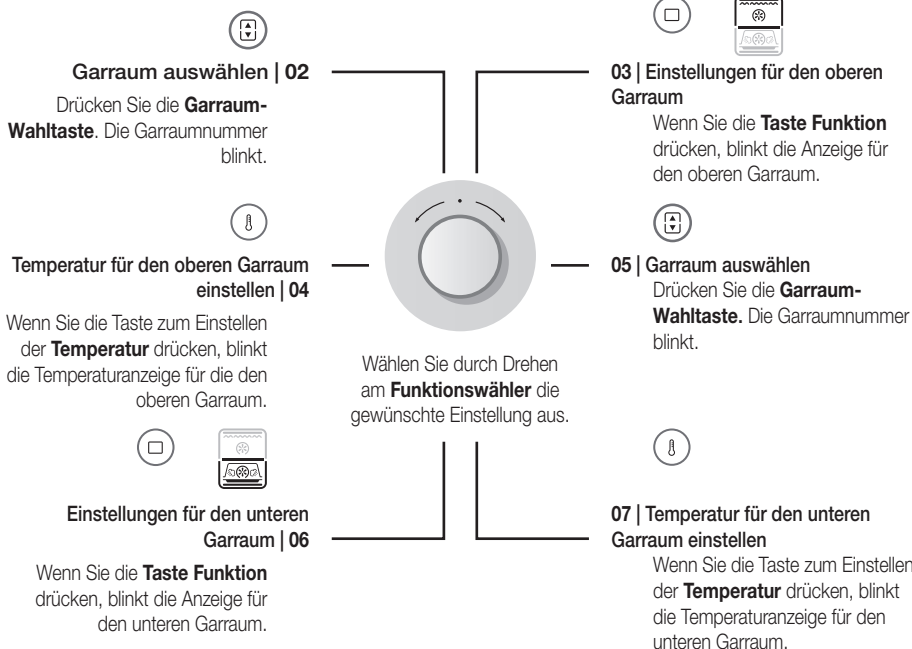 Garraum auswählen | 02
Drücken Sie die Garraum-
Wahltaste. Die Garraumnummer
blinkt.
03 | Einstellungen für den oberen
Garraum
Wenn Sie die Taste Funktion
drücken, blinkt die Anzeige für
den oberen Garraum.
Temperatur für den oberen Garraum
einstellen | 04
Wenn Sie die Taste zum Einstellen
der Temperatur drücken, blinkt
die Temperaturanzeige für die den
oberen Garraum.
05 | Garraum auswählen
Drücken Sie die Garraum-
Wahltaste. Die Garraumnummer
blinkt.
Wählen Sie durch Drehen
am Funktionswähler die
gewünschte Einstellung aus.
Einstellungen für den unteren
Garraum | 06
Wenn Sie die Taste Funktion
drücken, blinkt die Anzeige für
den unteren Garraum.
07 | Temperatur für den unteren
Garraum einstellen
Wenn Sie die Taste zum Einstellen
der Temperatur drücken, blinkt
die Temperaturanzeige für den
unteren Garraum.